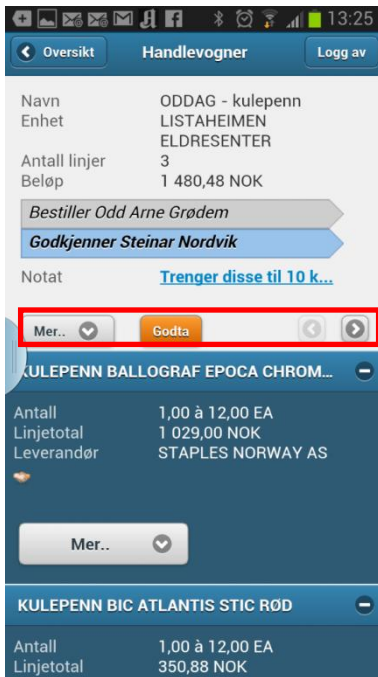 13:25
Oversikt Handlevogner Logg av
Navn ODDAG - kulepenn
Enhet LISTAHEIMEN
ELDRESENTER
Antall linjer 3
Beløp 1 480,48 NOK
Bestiller Odd Arne Grødem
Godkjenner Steinar Nordvik
Notat Trenger disse til 10 k...
Mer.. Godta
KULEPENN BALLOGRAF EPOCA CHROM...
Antall 1,00 à 12,00 EA
Linjetotal 1 029,00 NOK
Leverandør STAPLES NORWAY AS
Mer..
KULEPENN BIC ATLANTIS STIC RØD
Antall 1,00 à 12,00 EA
Linjetotal 350,88 NOK